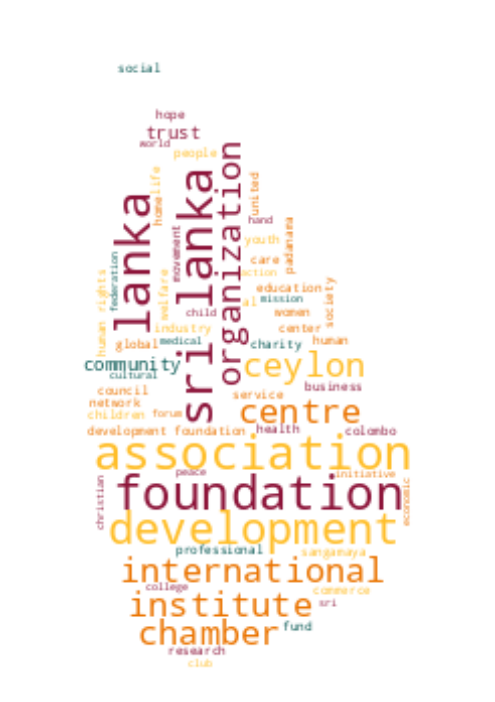 social
hope
trust
world
people
organization
sri lanka
lanka
life
home
united
hand
padanama
movement
youth
federation
care
action
human rights
welfare
al
education
mission
society
child
women
industry
center
global
medical
charity
human
community
cultural
ceylon
council
business
network
service
children
forum
centre
development foundation
health
colombo
association
peace
initiative
christian
foundation
economic
development
professional
sangamaya
international
college
commerce
institute
sri
chamber
fund
research
club